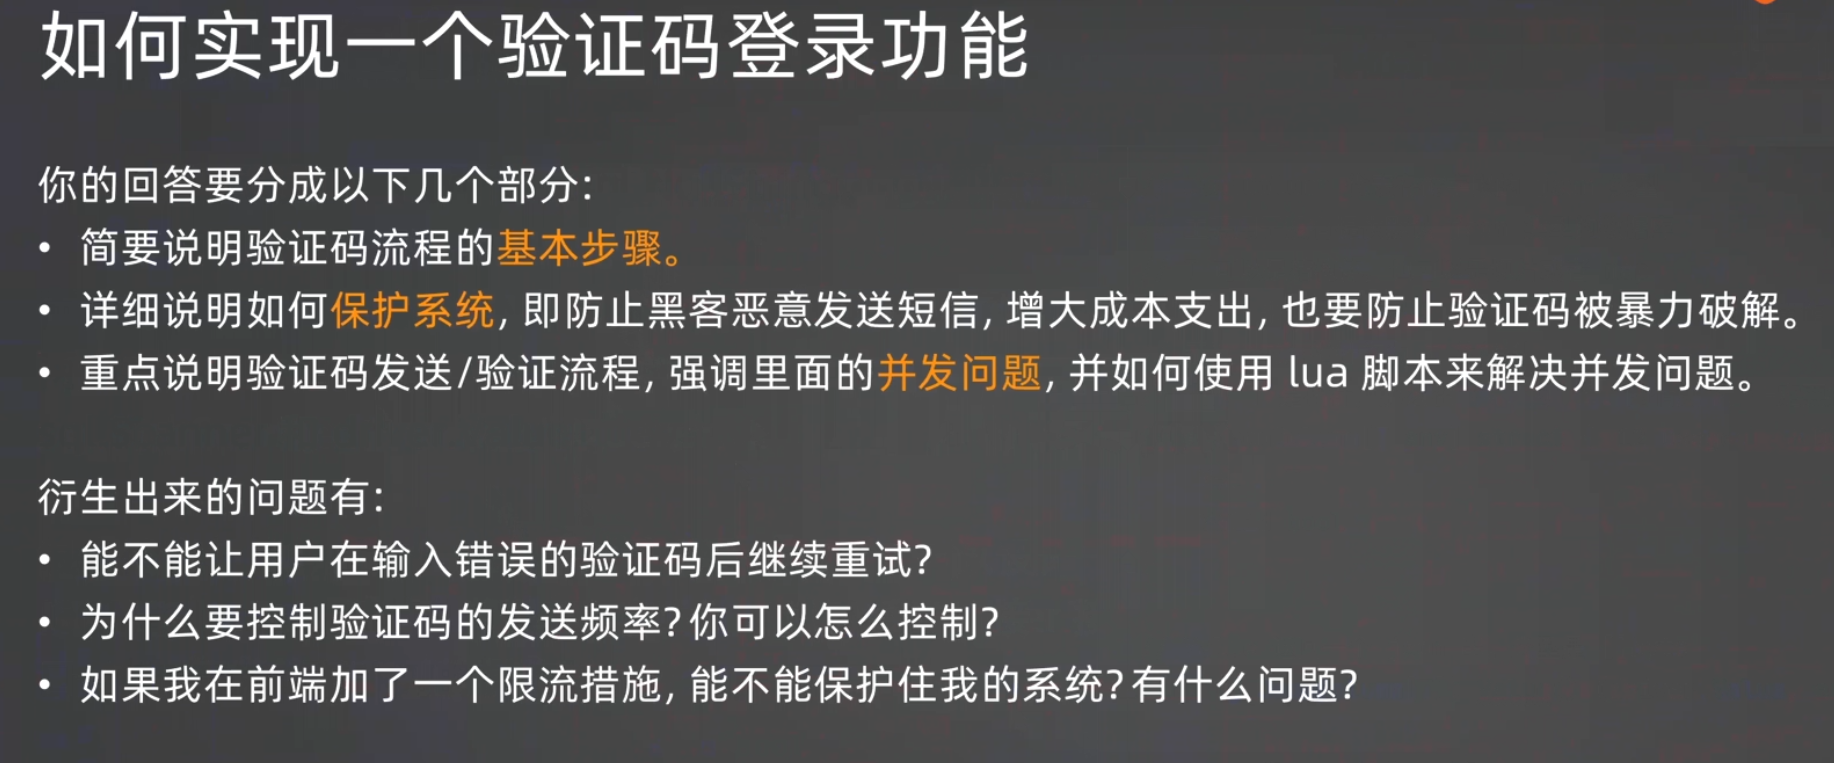 如何实现一个验证码登录功能
你的回答要分成以下几个部分:
• 简要说明验证码流程的基本步骤。
• 详细说明如何保护系统, 即防止黑客恶意发送短信, 增大成本支出, 也要防止验证码被暴力破解。
• 重点说明验证码发送/验证流程, 强调里面的并发问题, 并如何使用 lua 脚本来解决并发问题。
衍生出来的问题有:
• 能不能让用户在输入错误的验证码后继续重试?
• 为什么要控制验证码的发送频率? 你可以怎么控制?
• 如果我在前端加了一个限流措施, 能不能保护住我的系统? 有什么问题?